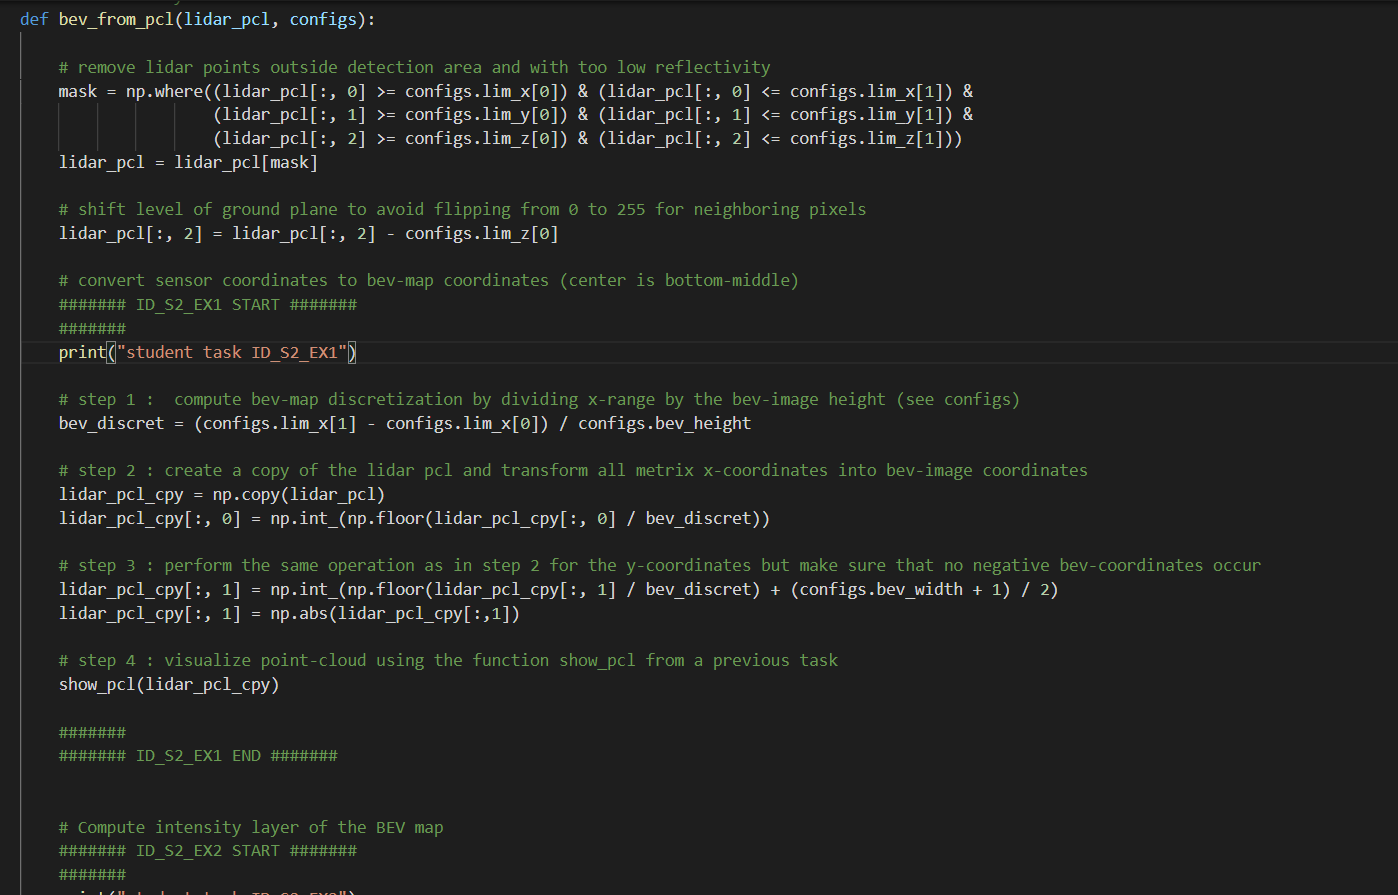 def bev_from_pcl(lidar_pcl, configs):
# remove lidar points outside detection area and with too low reflectivity
mask = np.where((lidar_pcl[:, 0] >= configs.lim_x[0]) & (lidar_pcl[:, 0] <= configs.lim_x[1]) &
(lidar_pcl[:, 1] >= configs.lim_y[0]) & (lidar_pcl[:, 1] <= configs.lim_y[1]) &
(lidar_pcl[:, 2] >= configs.lim_z[0]) & (lidar_pcl[:, 2] <= configs.lim_z[1]))
lidar_pcl = lidar_pcl[mask]
# shift level of ground plane to avoid flipping from 0 to 255 for neighboring pixels
lidar_pcl[:, 2] = lidar_pcl[:, 2] - configs.lim_z[0]
# convert sensor coordinates to bev-map coordinates (center is bottom-middle)
####### ID_S2_EX1 START #######
#######
print("student task ID_S2_EX1")
# step 1 :  compute bev-map discretization by dividing x-range by the bev-image height (see configs)
bev_discret = (configs.lim_x[1] - configs.lim_x[0]) / configs.bev_height
# step 2 : create a copy of the lidar pcl and transform all metrix x-coordinates into bev-image coordinates
lidar_pcl_cpy = np.copy(lidar_pcl)
lidar_pcl_cpy[:, 0] = np.int_(np.floor(lidar_pcl_cpy[:, 0] / bev_discret))
# step 3 : perform the same operation as in step 2 for the y-coordinates but make sure that no negative bev-coordinates occur
lidar_pcl_cpy[:, 1] = np.int_(np.floor(lidar_pcl_cpy[:, 1] / bev_discret) + (configs.bev_width + 1) / 2)
lidar_pcl_cpy[:, 1] = np.abs(lidar_pcl_cpy[:,1])
# step 4 : visualize point-cloud using the function show_pcl from a previous task
show_pcl(lidar_pcl_cpy)
#######
####### ID_S2_EX1 END #######
# Compute intensity layer of the BEV map
####### ID_S2_EX2 START #######
#######